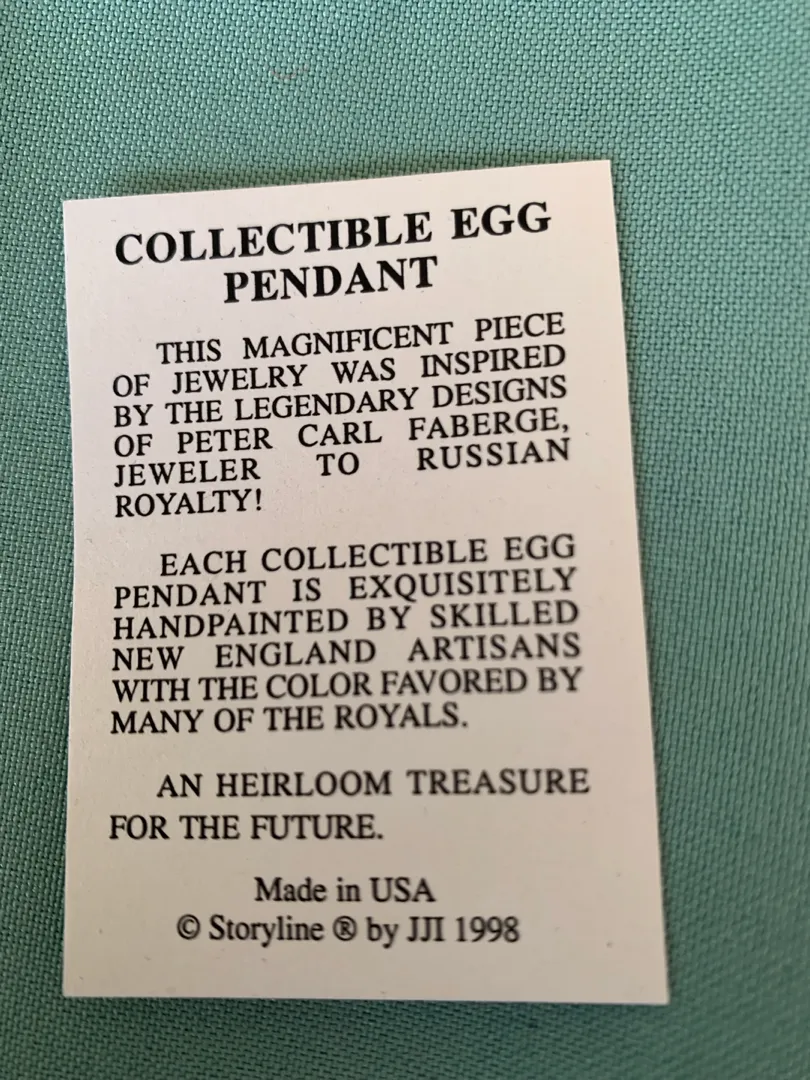 COLLECTIBLE EGG
PENDANT
THIS MAGNIFICENT PIECE
OF JEWELRY WAS INSPIRED
BY THE LEGENDARY DESIGNS
OF PETER CARL FABERGE,
JEWELER TO RUSSIAN
ROYALTY!
EACH COLLECTIBLE EGG
PENDANT IS EXQUISITELY
HANDPAINTED BY SKILLED
NEW ENGLAND ARTISANS
WITH THE COLOR FAVORED BY
MANY OF THE ROYALS.
AN HEIRLOOM TREASURE
FOR THE FUTURE.
Made in USA
© Storyline ® by JJI 1998